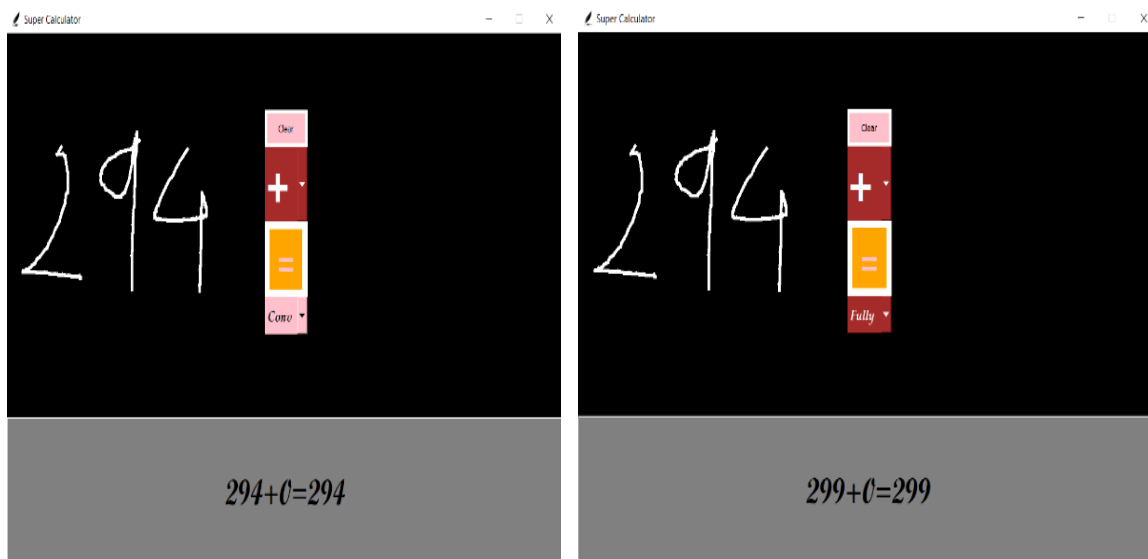 Super Calculator
Clear
294
+
=
Conv
294+0=294
Super Calculator
Clear
294
+
=
Fully
299+0=299